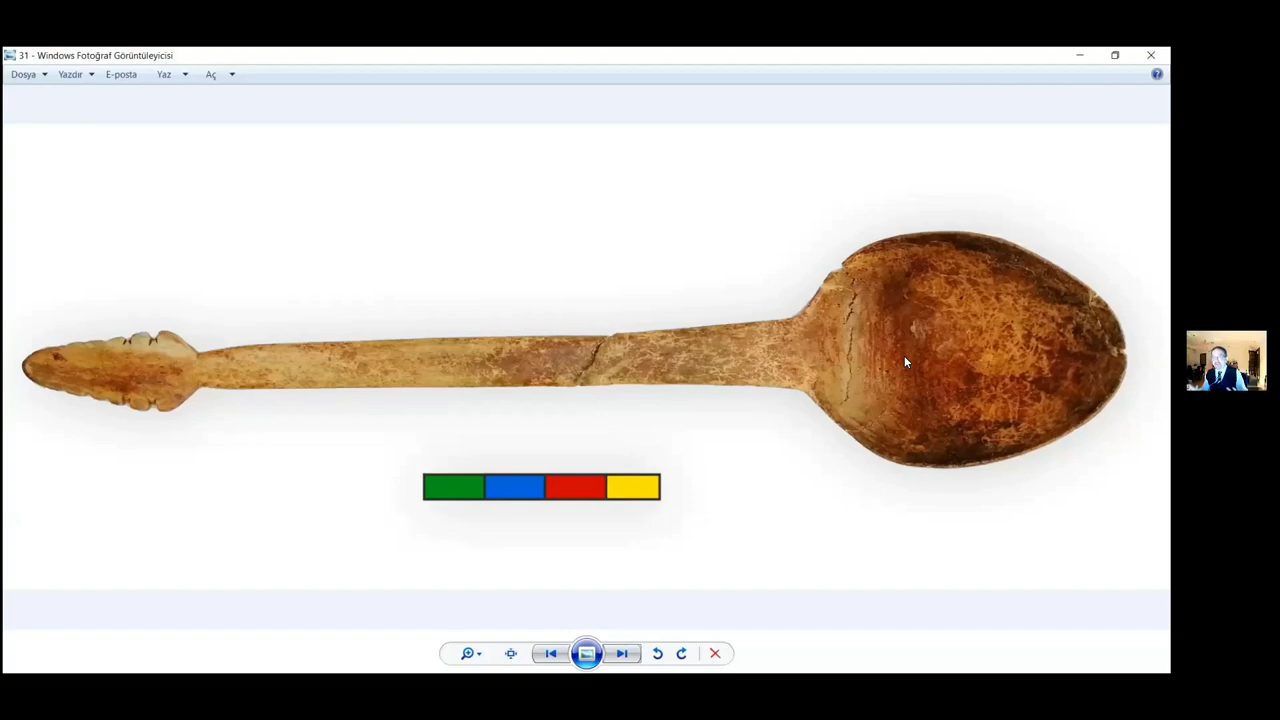 31 - Windows Fotoğraf Görüntüleyicisi
Dosya Yazdır E-posta Yaz Aç